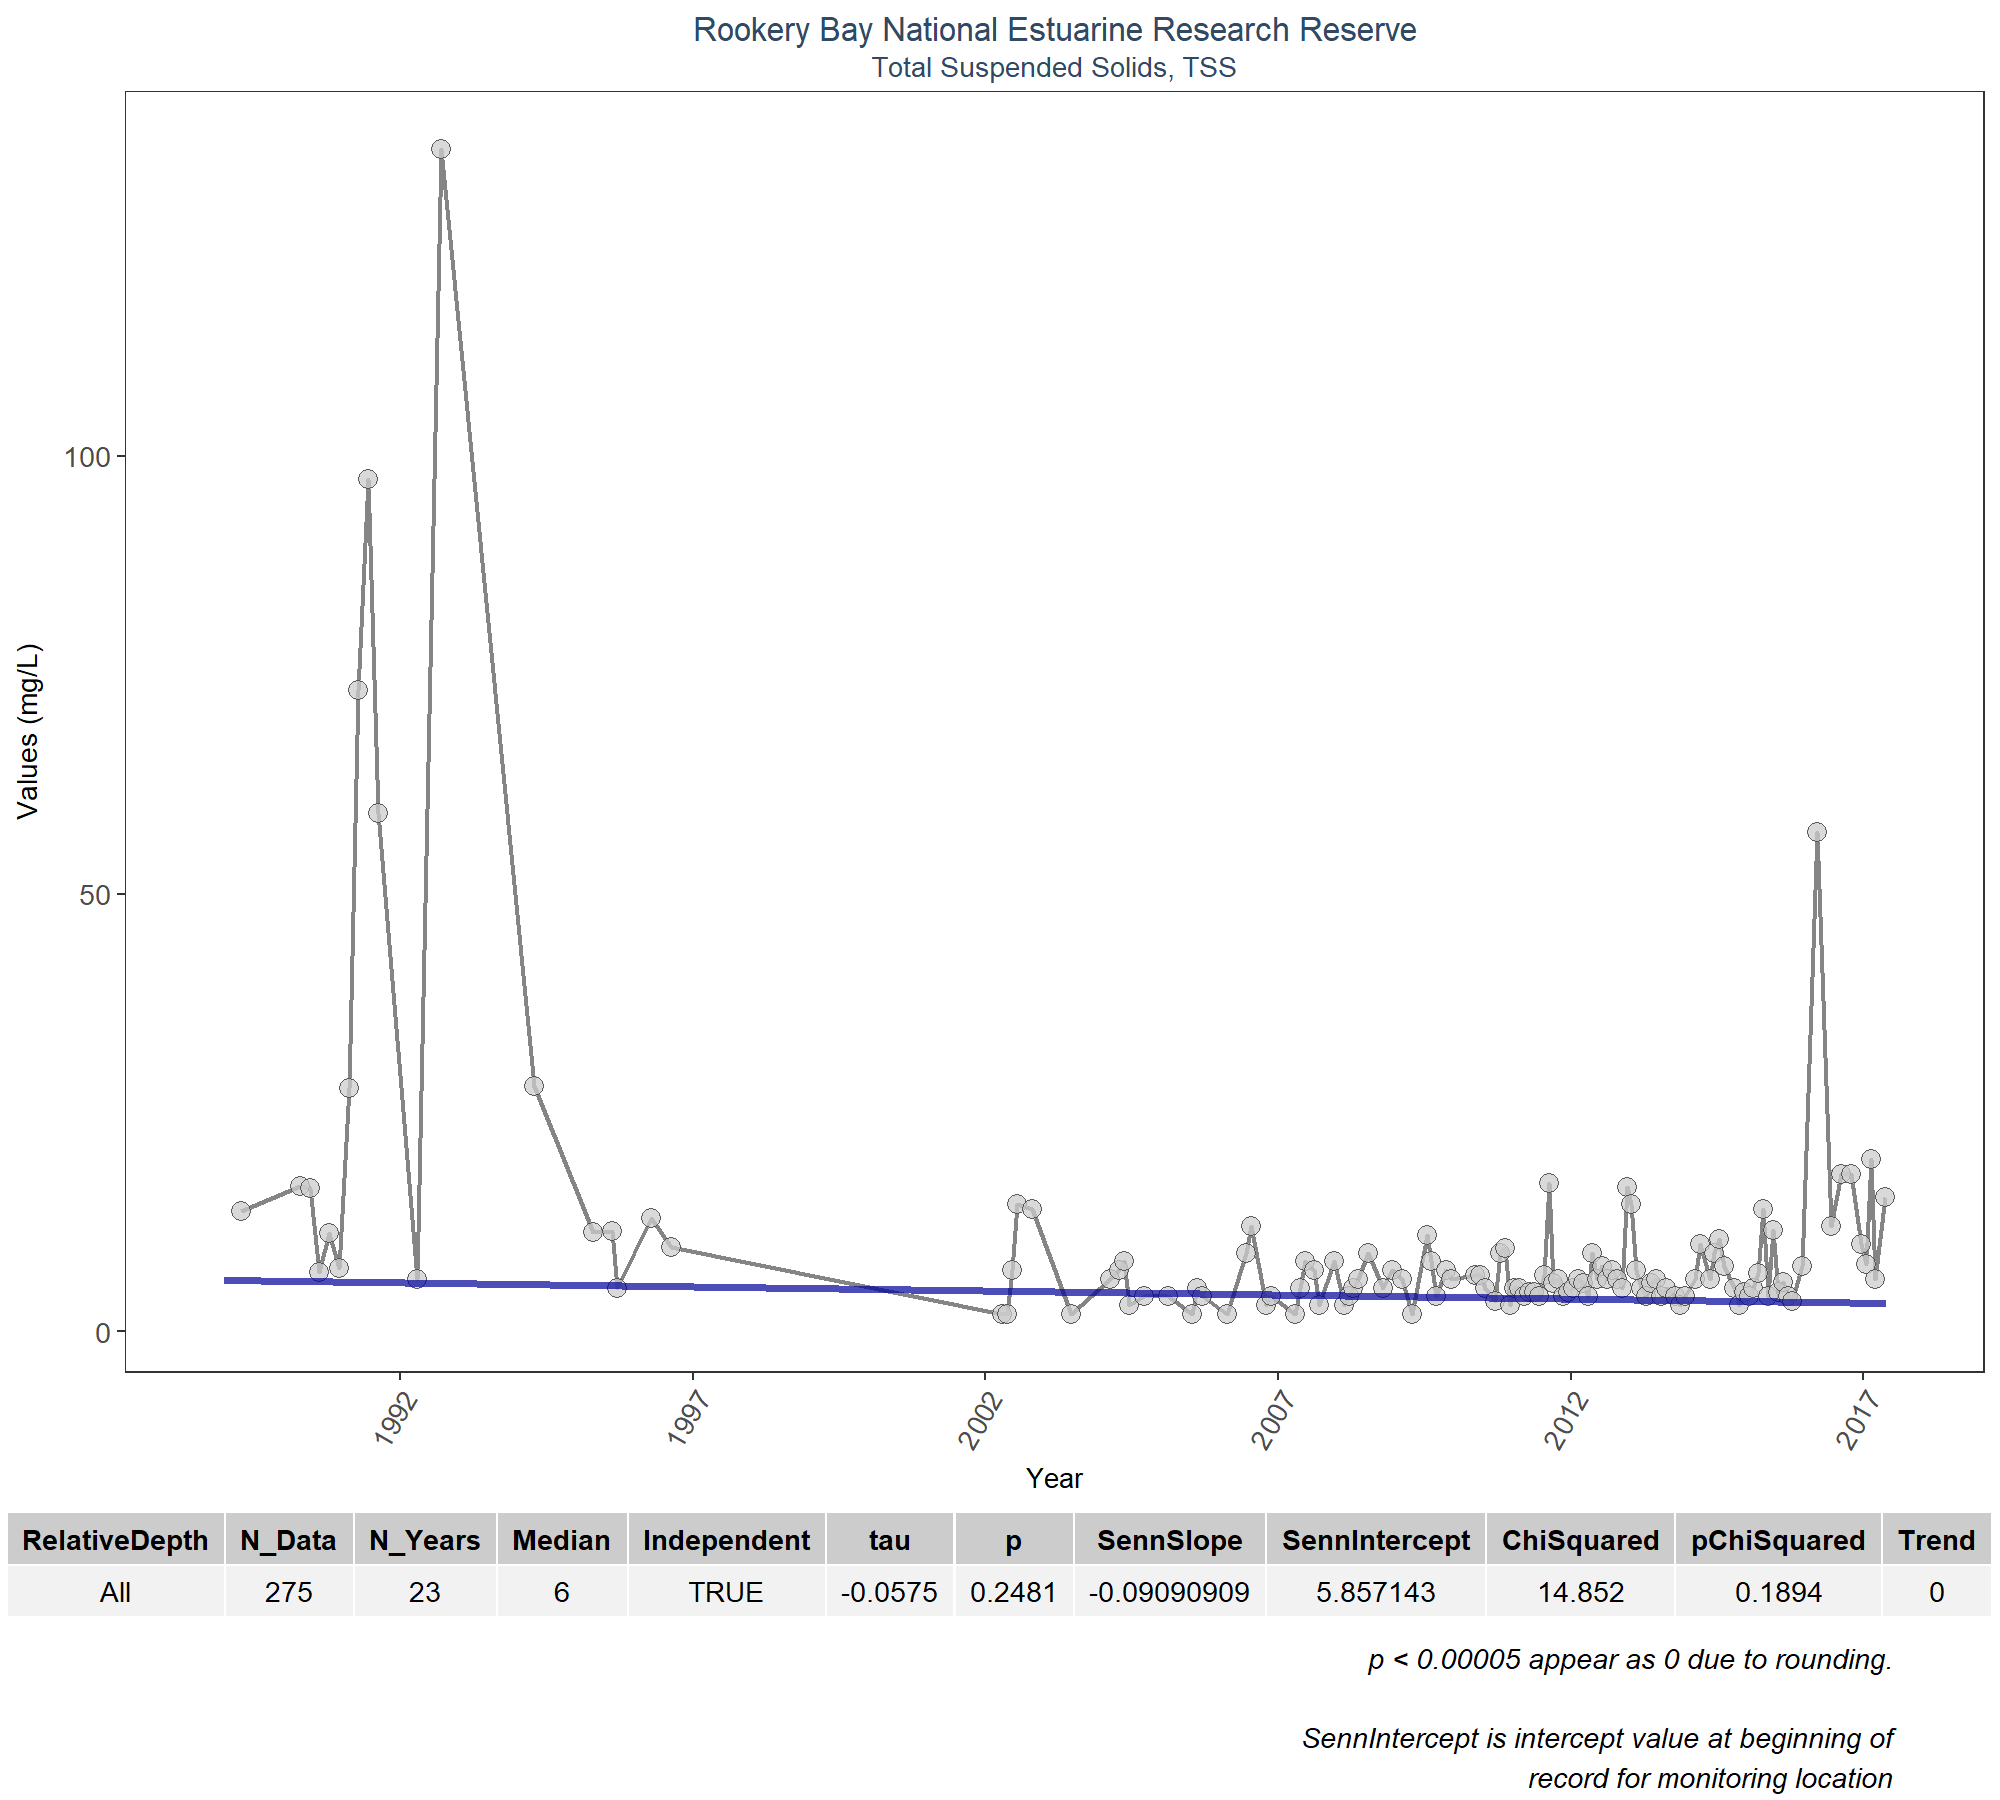 Rookery Bay National Estuarine Research Reserve
Total Suspended Solids, TSS
Values (mg/L)
100
50
0
1992 1997 2002 2007 2012 2017
Year
RelativeDepth N_Data N_Years Median Independent tau p SennSlope SennIntercept ChiSquared pChiSquared Trend
All 275 23 6 TRUE -0.0575 0.2481 -0.09090909 5.857143 14.852 0.1894 0
p < 0.00005 appear as 0 due to rounding.
SennIntercept is intercept value at beginning of
record for monitoring location